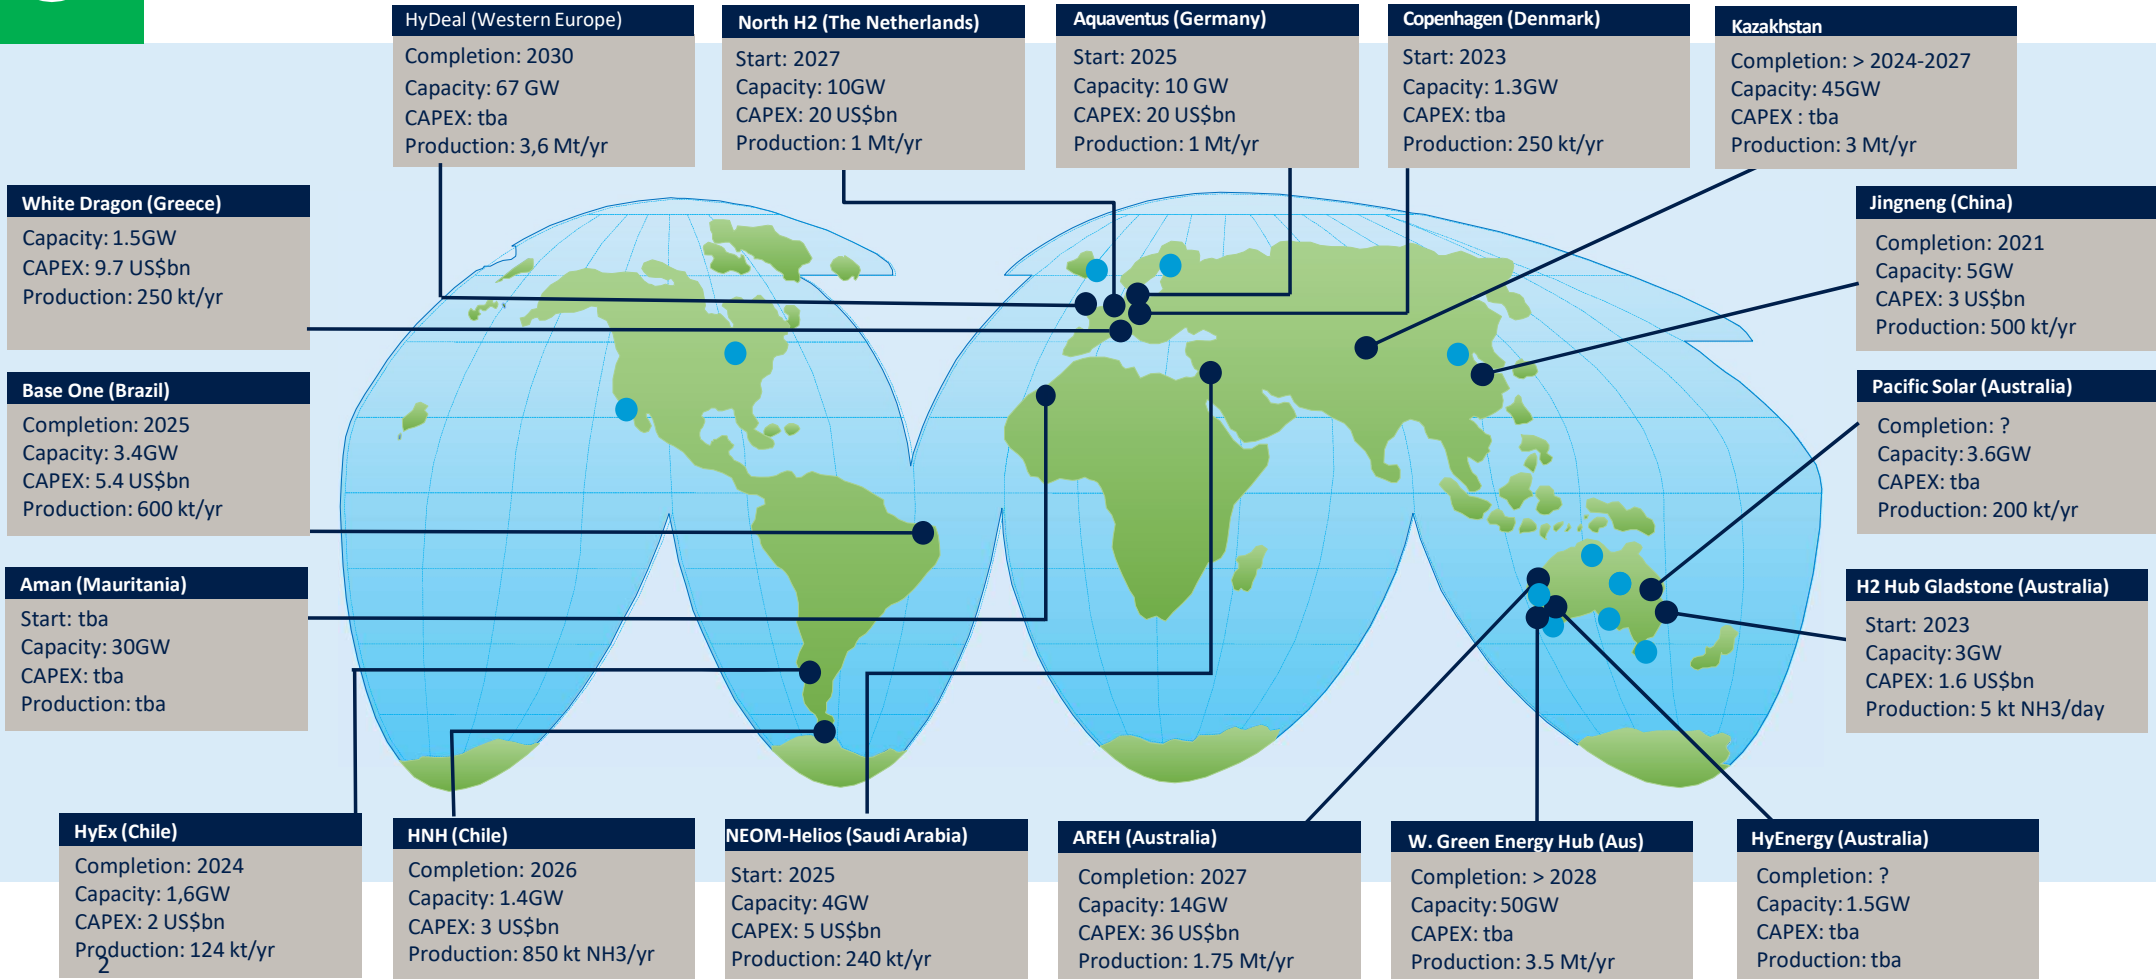 HyDeal (Western Europe)
Completion: 2030
Capacity: 67 GW
CAPEX: tba
Production: 3,6 Mt/yr
North H2 (The Netherlands)
Start: 2027
Capacity: 10GW
CAPEX: 20 US$bn
Production: 1 Mt/yr
Aquaventus (Germany)
Start: 2025
Capacity: 10 GW
CAPEX: 20 US$bn
Production: 1 Mt/yr
Copenhagen (Denmark)
Start: 2023
Capacity: 1.3GW
CAPEX: tba
Production: 250 kt/yr
Kazakhstan
Completion: > 2024-2027
Capacity: 45GW
CAPEX : tba
Production: 3 Mt/yr
White Dragon (Greece)
Capacity: 1.5GW
CAPEX: 9.7 US$bn
Production: 250 kt/yr
Jingneng (China)
Completion: 2021
Capacity: 5GW
CAPEX: 3 US$bn
Production: 500 kt/yr
Base One (Brazil)
Completion: 2025
Capacity: 3.4GW
CAPEX: 5.4 US$bn
Production: 600 kt/yr
Pacific Solar (Australia)
Completion: ?
Capacity: 3.6GW
CAPEX: tba
Production: 200 kt/yr
Aman (Mauritania)
Start: tba
Capacity: 30GW
CAPEX: tba
Production: tba
H2 Hub Gladstone (Australia)
Start: 2023
Capacity: 3GW
CAPEX: 1.6 US$bn
Production: 5 kt NH3/day
HyEx (Chile)
Completion: 2024
Capacity: 1,6GW
CAPEX: 2 US$bn
Production: 124 kt/yr
HNH (Chile)
Completion: 2026
Capacity: 1.4GW
CAPEX: 3 US$bn
Production: 850 kt NH3/yr
NEOM-Helios (Saudi Arabia)
Start: 2025
Capacity: 4GW
CAPEX: 5 US$bn
Production: 240 kt/yr
AREH (Australia)
Completion: 2027
Capacity: 14GW
CAPEX: 36 US$bn
Production: 1.75 Mt/yr
W. Green Energy Hub (Aus)
Completion: > 2028
Capacity: 50GW
CAPEX: tba
Production: 3.5 Mt/yr
HyEnergy (Australia)
Completion: ?
Capacity: 1.5GW
CAPEX: tba
Production: tba
2